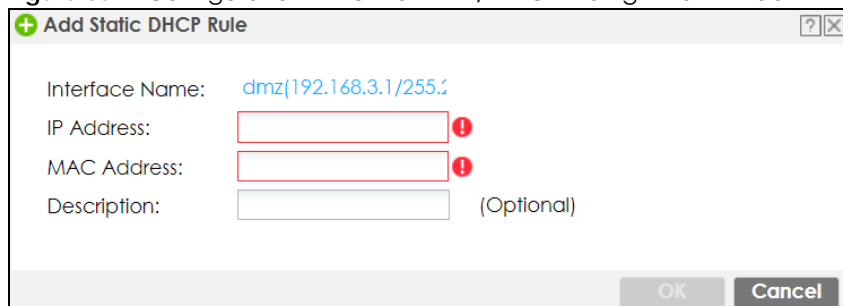 Add Static DHCP Rule
Interface Name: dmz(192.168.3.1/255.2
IP Address:
MAC Address:
Description: (Optional)
OK Cancel